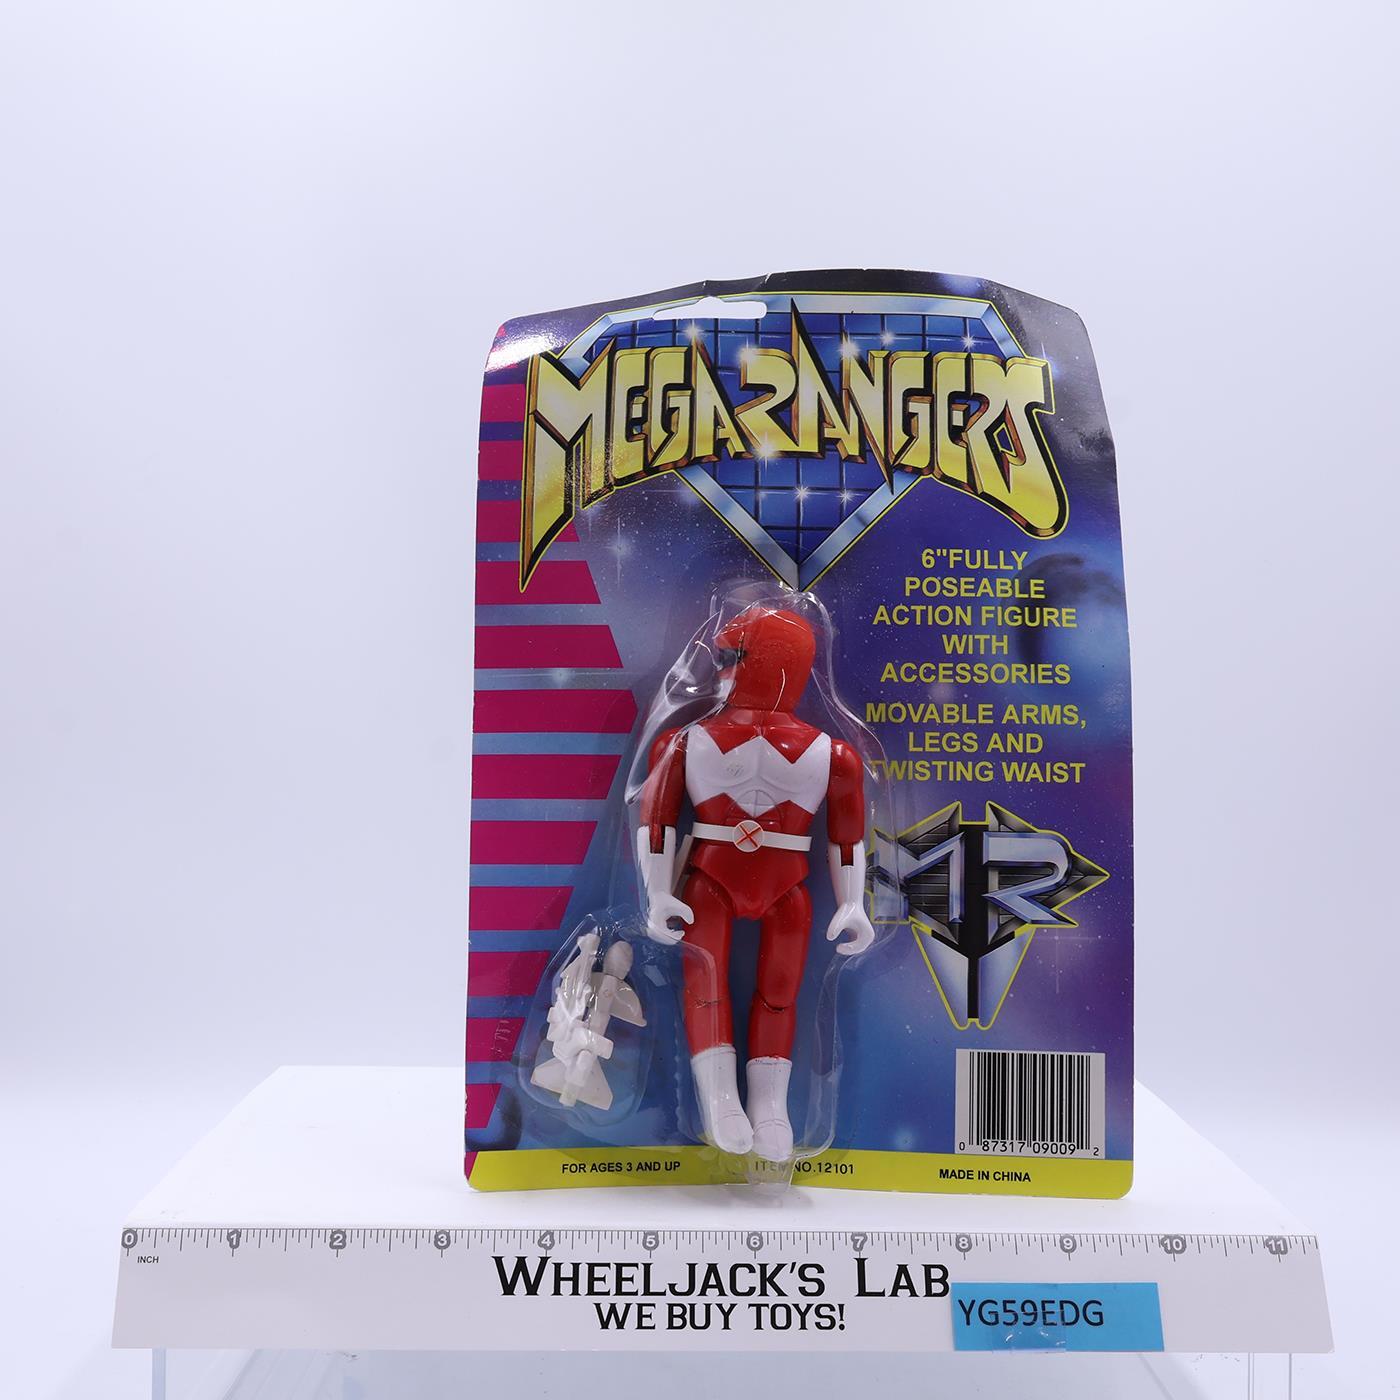 MEGARANGERS
6"FULLY
POSEABLE
ACTION FIGURE
WITH
ACCESSORIES
MOVABLE ARMS,
LEGS AND
TWISTING WAIST
MR
0 87317 09009 2
FOR AGES 3 AND UP ITEM NO.12101 MADE IN CHINA
0 1 2 3 4 5 6 7 8 9 10 11
INCH
WHEELJACK'S LAB
WE BUY TOYS!
YG59EDG